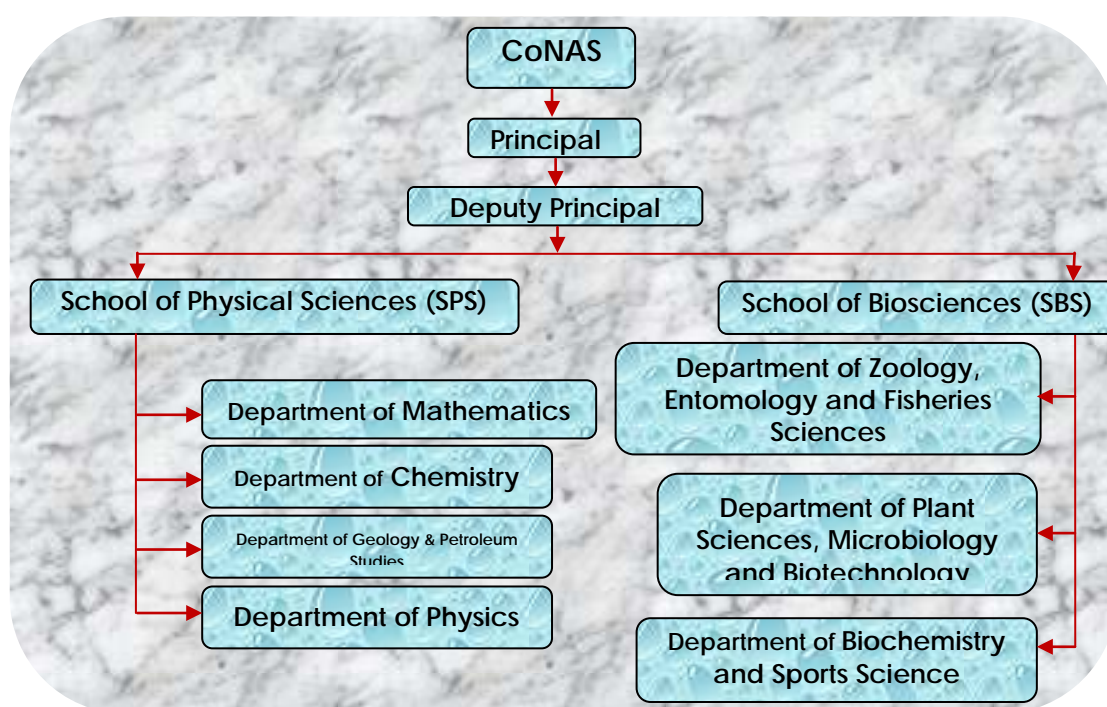 CoNAS
Principal
Deputy Principal
School of Physical Sciences (SPS)
Department of Mathematics
Department of Chemistry
Department of Geology & Petroleum
Studies
Department of Physics
School of Biosciences (SBS)
Department of Zoology,
Entomology and Fisheries
Sciences
Department of Plant
Sciences, Microbiology
and Biotechnology
Department of Biochemistry
and Sports Science